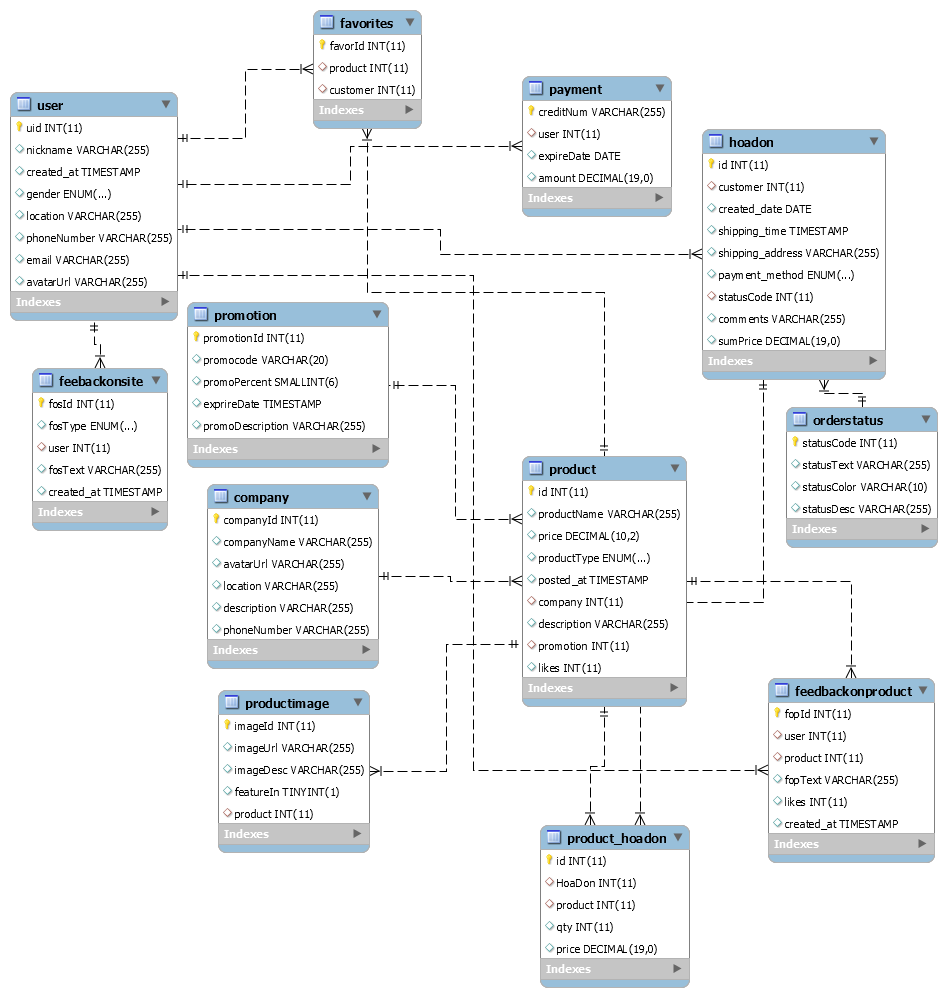 favorites
favorId INT(11)
product INT(11)
customer INT(11)
Indexes
user
uid INT(11)
nickname VARCHAR(255)
created_at TIMESTAMP
gender ENUM(...)
location VARCHAR(255)
phoneNumber VARCHAR(255)
email VARCHAR(255)
avatarUrl VARCHAR(255)
Indexes
payment
creditNum VARCHAR(255)
user INT(11)
expireDate DATE
amount DECIMAL(19,0)
Indexes
hoadon
id INT(11)
customer INT(11)
created_date DATE
shipping_time TIMESTAMP
shipping_address VARCHAR(255)
payment_method ENUM(...)
statusCode INT(11)
comments VARCHAR(255)
sumPrice DECIMAL(19,0)
Indexes
promotion
promotionId INT(11)
promocode VARCHAR(20)
promoPercent SMALLINT(6)
exprireDate TIMESTAMP
promoDescription VARCHAR(255)
Indexes
feebackonsite
fosId INT(11)
fosType ENUM(...)
user INT(11)
fosText VARCHAR(255)
created_at TIMESTAMP
Indexes
orderstatus
statusCode INT(11)
statusText VARCHAR(255)
statusColor VARCHAR(10)
statusDesc VARCHAR(255)
Indexes
company
companyId INT(11)
companyName VARCHAR(255)
avatarUrl VARCHAR(255)
location VARCHAR(255)
description VARCHAR(255)
phoneNumber VARCHAR(255)
Indexes
product
id INT(11)
productName VARCHAR(255)
price DECIMAL(10,2)
productType ENUM(...)
posted_at TIMESTAMP
company INT(11)
description VARCHAR(255)
promotion INT(11)
likes INT(11)
Indexes
productimage
imageId INT(11)
imageUrl VARCHAR(255)
imageDesc VARCHAR(255)
featureIn TINYINT(1)
product INT(11)
Indexes
feedbackonproduct
fopId INT(11)
user INT(11)
product INT(11)
fopText VARCHAR(255)
likes INT(11)
created_at TIMESTAMP
Indexes
product_hoadon
id INT(11)
HoaDon INT(11)
product INT(11)
qty INT(11)
price DECIMAL(19,0)
Indexes